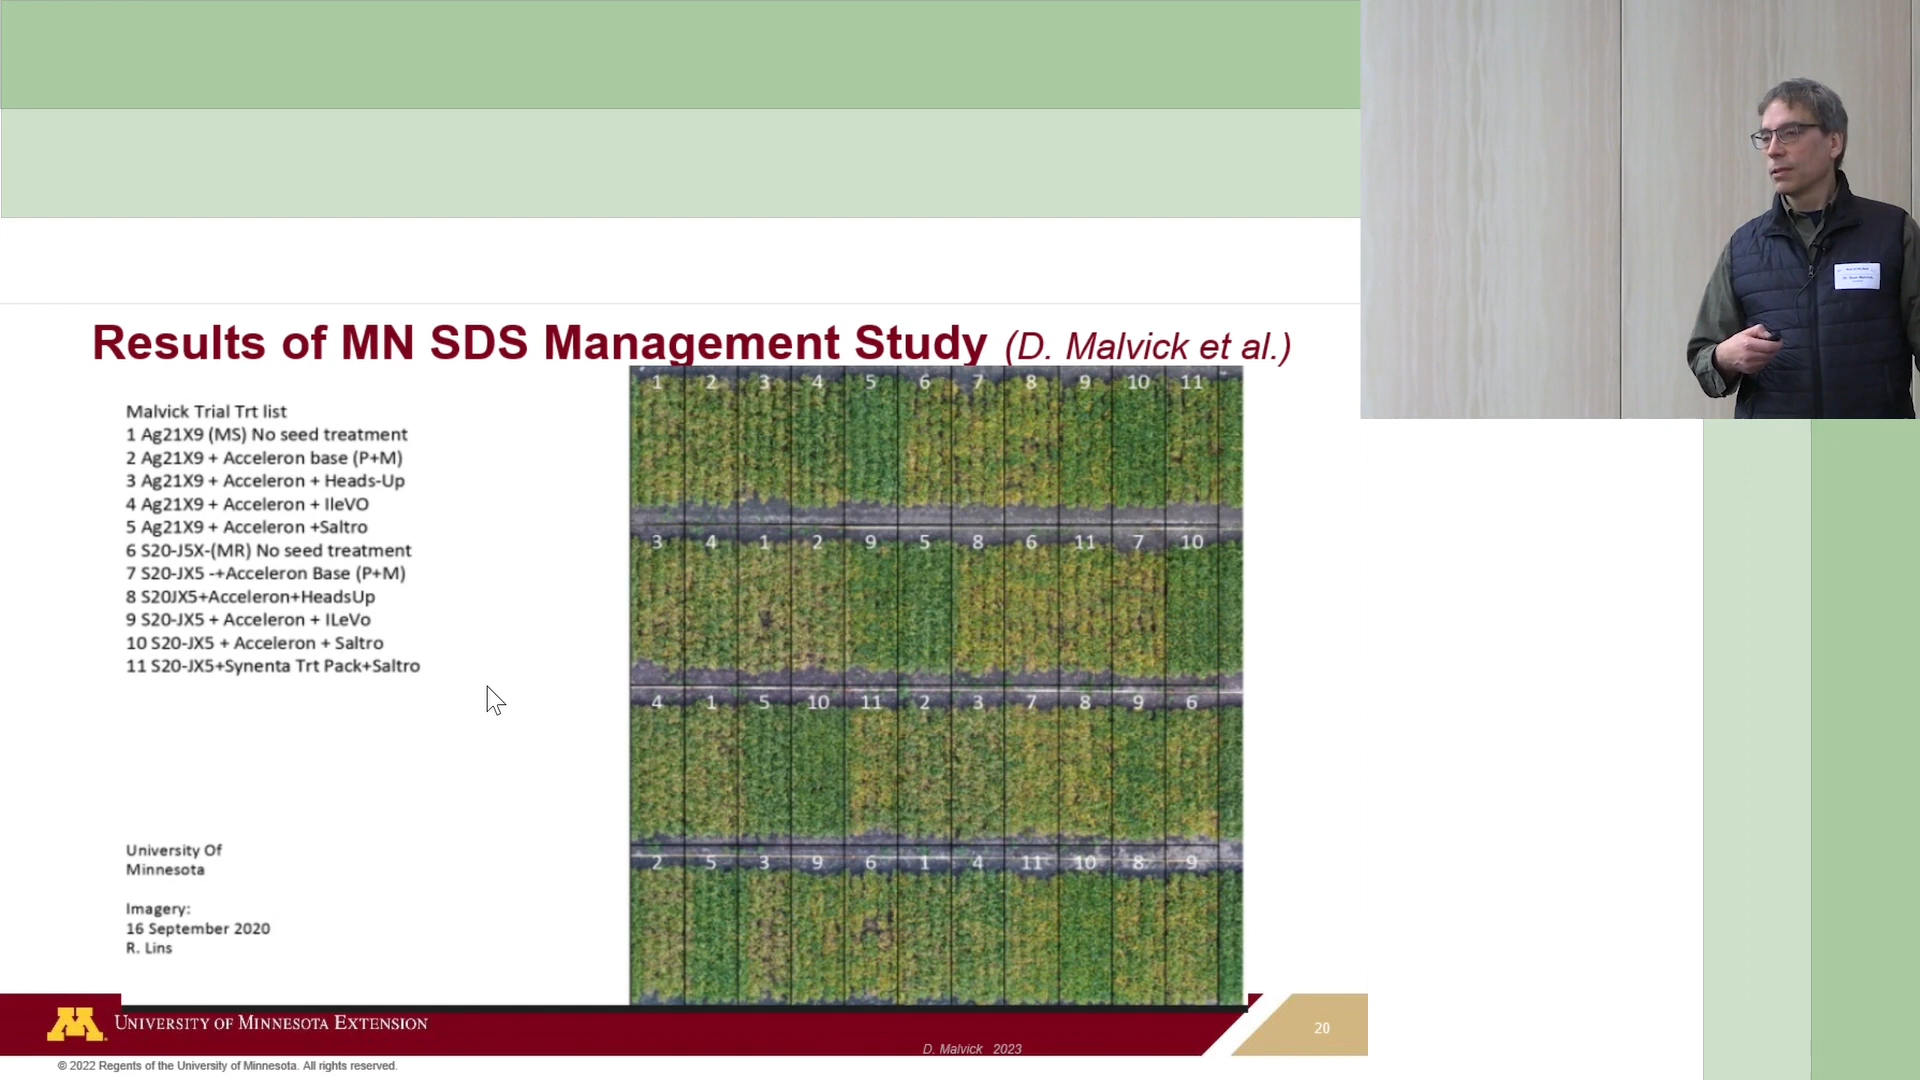 Results of MN SDS Management Study (D. Malvick et al.)
Malvick Trial Trt list
1 Ag21X9 (MS) No seed treatment
2 Ag21X9 + Acceleron base (P+M)
3 Ag21X9 + Acceleron + Heads-Up
4 Ag21X9 + Acceleron + IleVO
5 Ag21X9 + Acceleron +Saltro
6 S20-J5X-(MR) No seed treatment
7 S20-JX5 -+Acceleron Base (P+M)
8 S20JX5+Acceleron+HeadsUp
9 S20-JX5 + Acceleron + ILeVo
10 S20-JX5 + Acceleron + Saltro
11 S20-JX5+Synenta Trt Pack+Saltro
University Of
Minnesota
Imagery:
16 September 2020
R. Lins
1 2 3 4 5 6 7 8 9 10 11
3 4 1 2 9 5 8 6 11 7 10
4 1 5 10 11 2 3 7 8 9 6
2 5 3 9 6 1 4 11 10 8 9
M
UNIVERSITY OF MINNESOTA EXTENSION
D. Malvick 2023
20
© 2022 Regents of the University of Minnesota. All rights reserved.